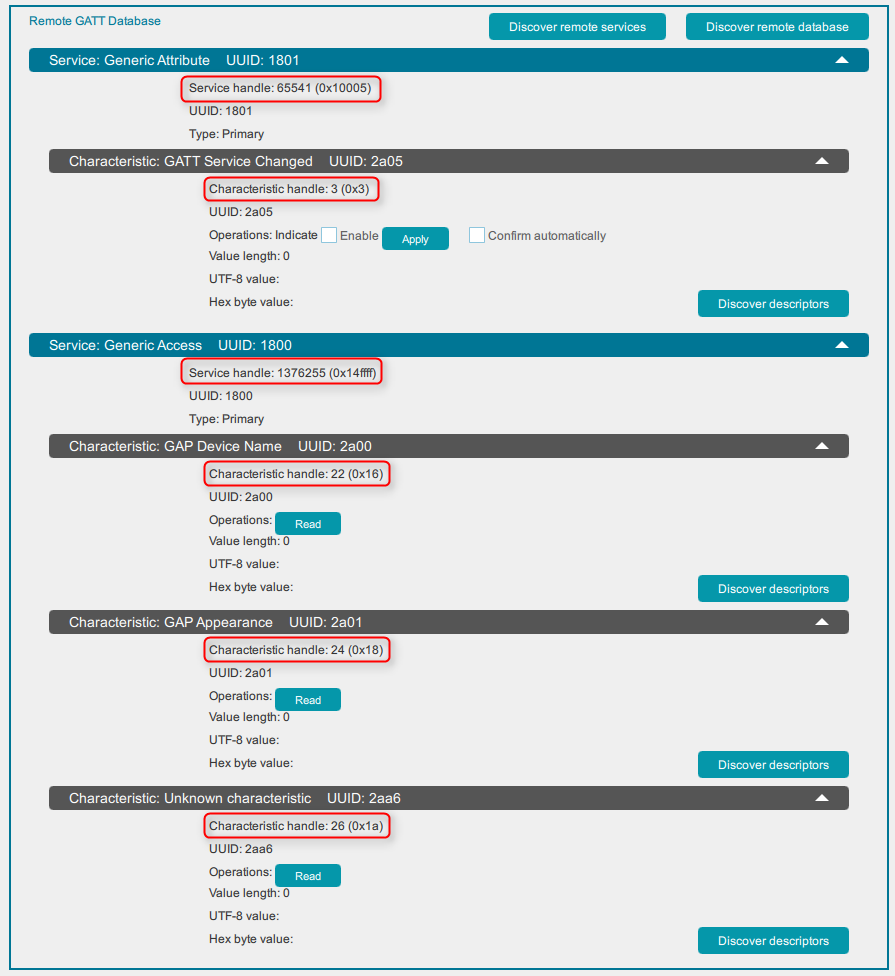 Remote GATT Database Discover remote services Discover remote database
Service: Generic Attribute UUID: 1801
Service handle: 65541 (0x10005)
UUID: 1801
Type: Primary
Characteristic: GATT Service Changed UUID: 2a05
Characteristic handle: 3 (0x3)
UUID: 2a05
Operations: Indicate Enable Apply Confirm automatically
Value length: 0
UTF-8 value:
Hex byte value:
Discover descriptors
Service: Generic Access UUID: 1800
Service handle: 1376255 (0x14ffff)
UUID: 1800
Type: Primary
Characteristic: GAP Device Name UUID: 2a00
Characteristic handle: 22 (0x16)
UUID: 2a00
Operations: Read
Value length: 0
UTF-8 value:
Hex byte value:
Discover descriptors
Characteristic: GAP Appearance UUID: 2a01
Characteristic handle: 24 (0x18)
UUID: 2a01
Operations: Read
Value length: 0
UTF-8 value:
Hex byte value:
Discover descriptors
Characteristic: Unknown characteristic UUID: 2aa6
Characteristic handle: 26 (0x1a)
UUID: 2aa6
Operations: Read
Value length: 0
UTF-8 value:
Hex byte value:
Discover descriptors